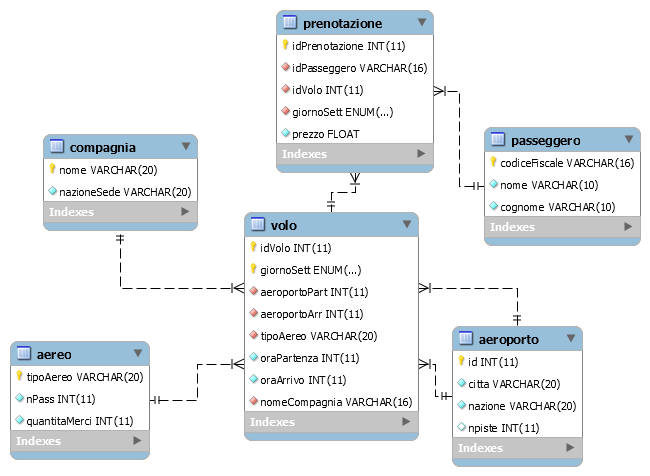 prenotazione
idPrenotazione INT(11)
idPasseggero VARCHAR(16)
idVolo INT(11)
giornoSett ENUM(...)
prezzo FLOAT
Indexes
compagnia
nome VARCHAR(20)
nazioneSede VARCHAR(20)
Indexes
passeggero
codiceFiscale VARCHAR(16)
nome VARCHAR(10)
cognome VARCHAR(10)
Indexes
volo
idVolo INT(11)
giornoSett ENUM(...)
aeroportoPart INT(11)
aeroportoArr INT(11)
tipoAereo VARCHAR(20)
oraPartenza INT(11)
oraArrivo INT(11)
nomeCompagnia VARCHAR(16)
Indexes
aereo
tipoAereo VARCHAR(20)
nPass INT(11)
quantitaMerci INT(11)
Indexes
aeroporto
id INT(11)
citta VARCHAR(20)
nazione VARCHAR(20)
npiste INT(11)
Indexes